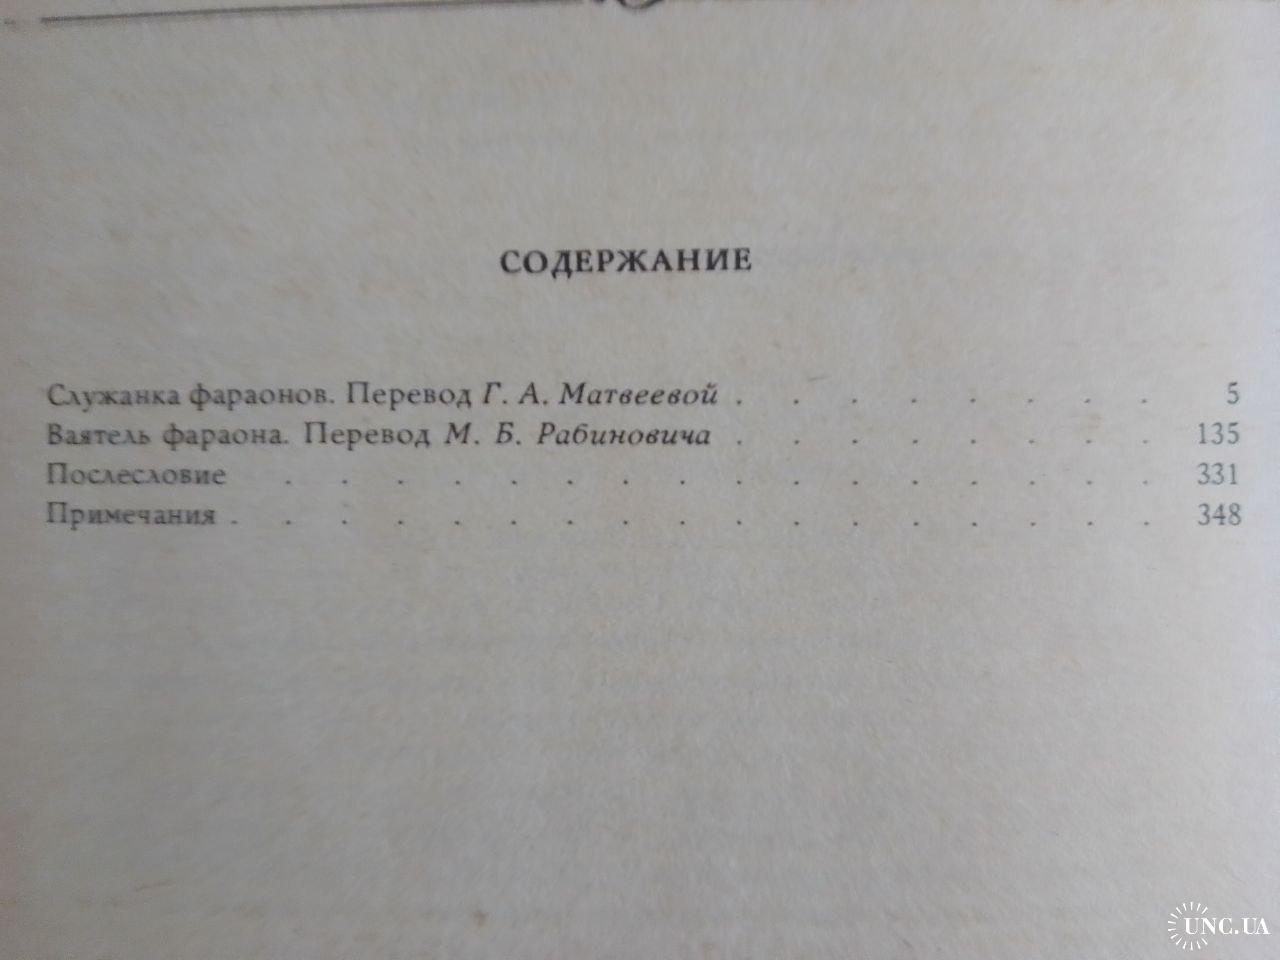 СОДЕРЖАНИЕ
Служанка фараонов. Перевод Г. А. Матвеевой . . . . . . . . 5
Ваятель фараона. Перевод М. Б. Рабиновича . . . . . . . . 135
Послесловие . . . . . . . . . . . . . . . . 331
Примечания . . . . . . . . . . . . . . . . . 348
UNC.UA